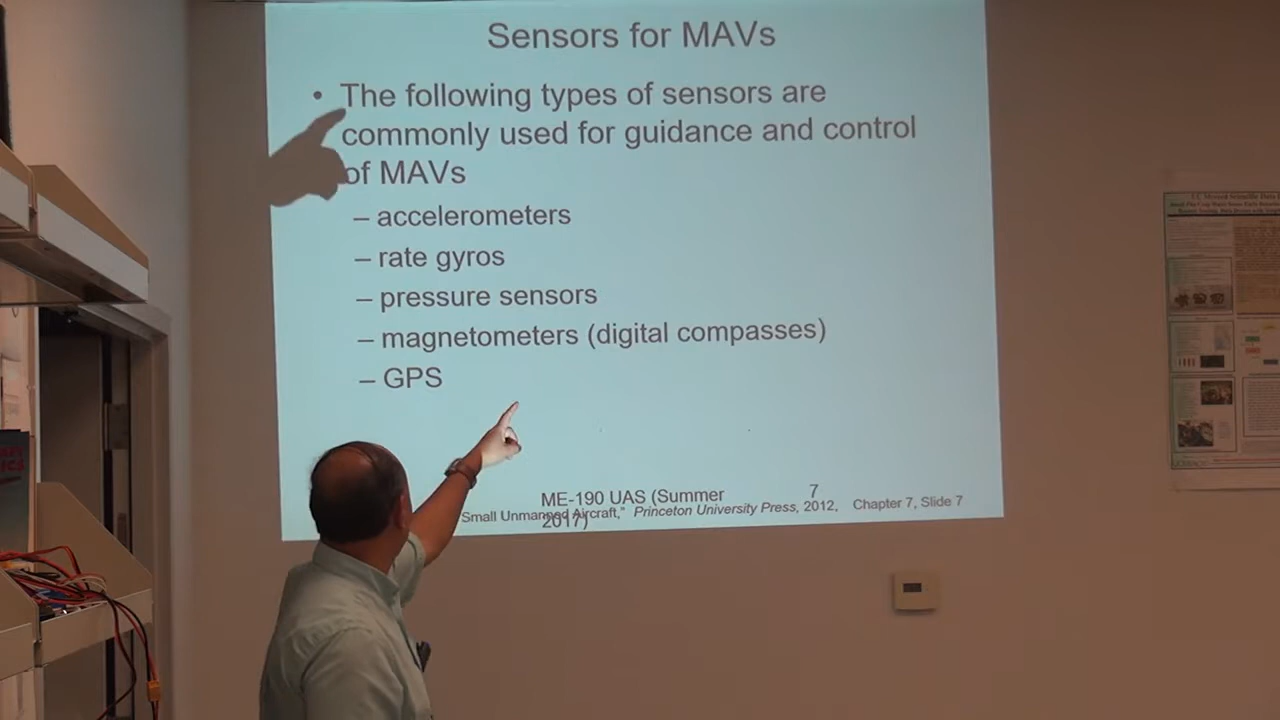 Sensors for MAVs
• The following types of sensors are
commonly used for guidance and control
of MAVs
– accelerometers
– rate gyros
– pressure sensors
– magnetometers (digital compasses)
– GPS
ME-190 UAS (Summer
2017)
7
Small Unmanned Aircraft," Princeton University Press, 2012, Chapter 7, Slide 7